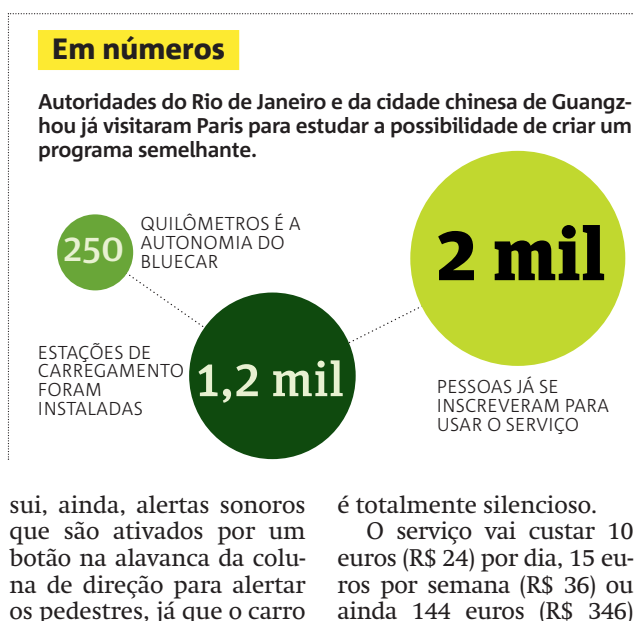 Em números
Autoridades do Rio de Janeiro e da cidade chinesa de Guangz-
hou já visitaram Paris para estudar a possibilidade de criar um
programa semelhante.
250
QUILÔMETROS É A
AUTONOMIA DO
BLUECAR
ESTAÇÕES DE
CARREGAMENTO
FORAM
INSTALADAS
1,2 mil
2 mil
PESSOAS JÁ SE
INSCREVERAM PARA
USAR O SERVIÇO
sui, ainda, alertas sonoros
que são ativados por um
botão na alavanca da colu-
na de direção para alertar
os pedestres, já que o carro
é totalmente silencioso.
O serviço vai custar 10
euros (R$ 24) por dia, 15 eu-
ros por semana (R$ 36) ou
ainda 144 euros (R$ 346)